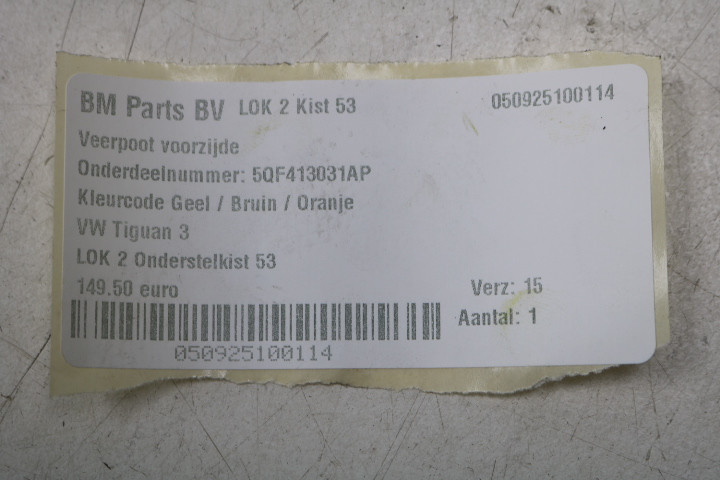 BM Parts BV LOK 2 Kist 53 050925100114
Veerpoot voorzijde
Onderdeelnummer: 5QF413031AP
Kleurcode Geel / Bruin / Oranje
VW Tiguan 3
LOK 2 Onderstelkist 53
149.50 euro Verz: 15
Aantal: 1
050925100114